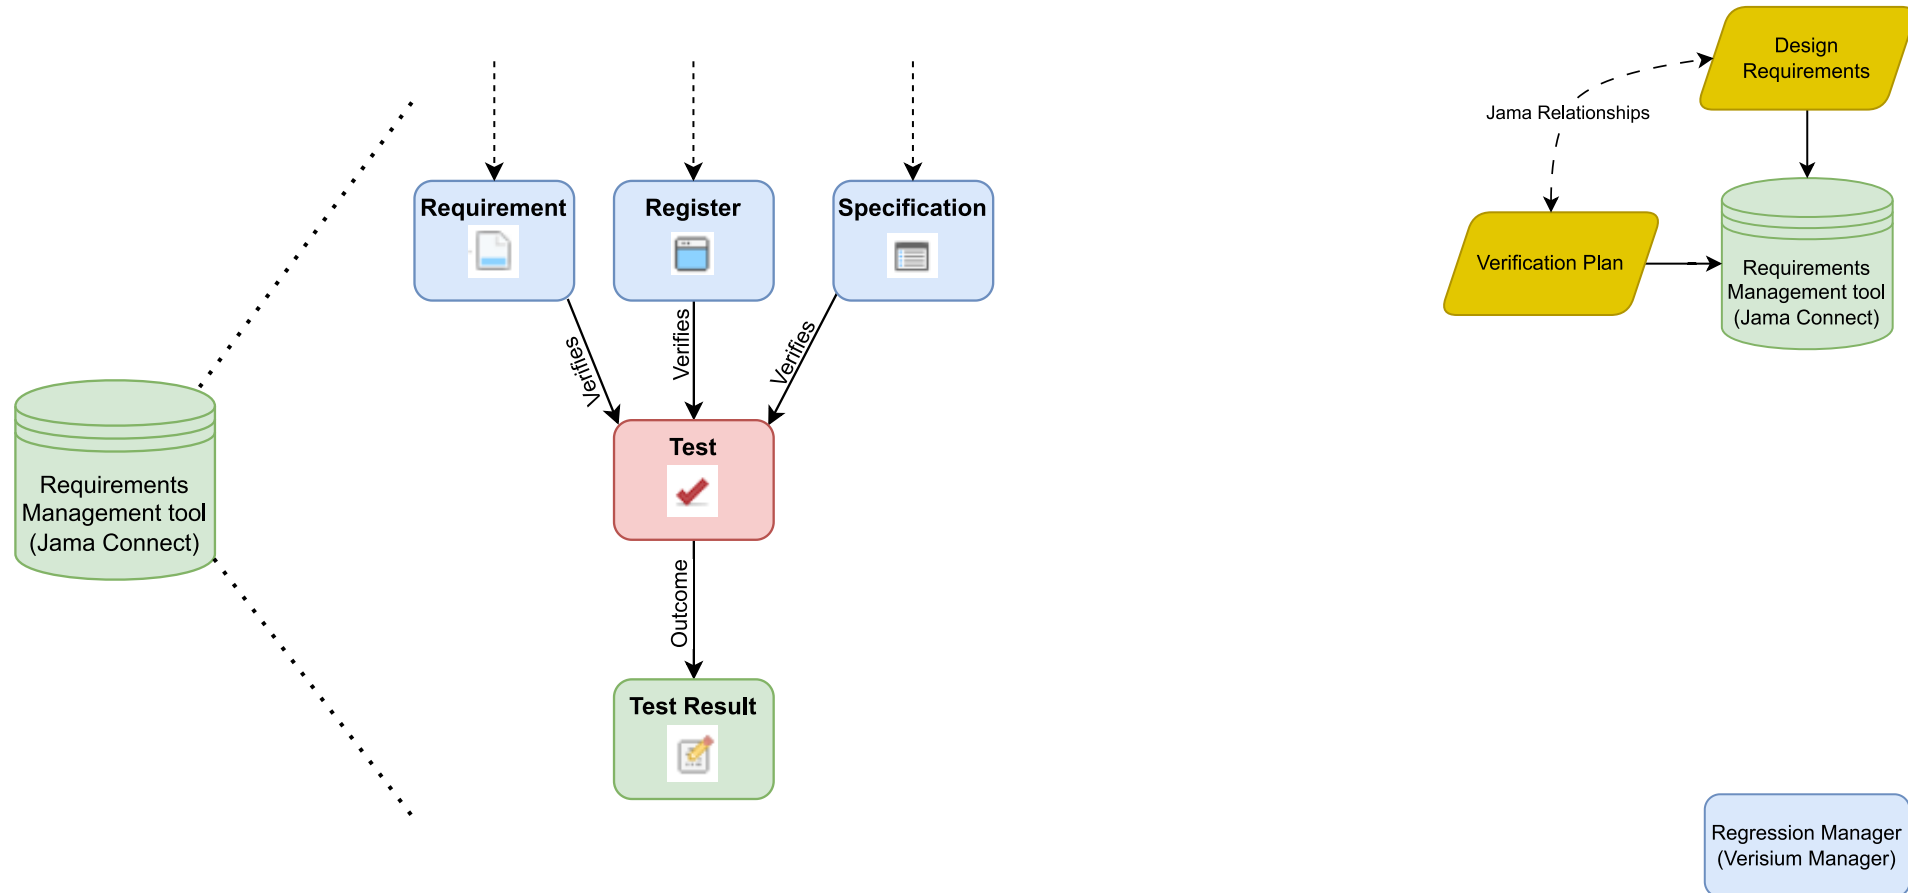 Requirement
Register
Specification
Verifies
Verifies
Verifies
Test
Outcome
Test Result
Requirements
Management tool
(Jama Connect)
Design
Requirements
Jama Relationships
Verification Plan
Requirements
Management tool
(Jama Connect)
Regression Manager
(Verisium Manager)